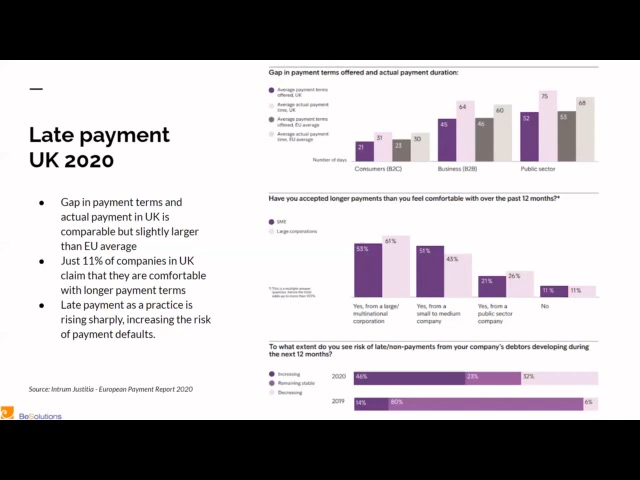 Late payment
UK 2020
● Gap in payment terms and
actual payment in UK is
comparable but slightly larger
than EU average
● Just 11% of companies in UK
claim that they are comfortable
with longer payment terms
● Late payment as a practice is
rising sharply, increasing the risk
of payment defaults.
Source: Intrum Justitia - European Payment Report 2020
BeSolutions
Gap in payment terms offered and actual payment duration:
Average payment terms
offered, UK
Average actual payment
time, UK
Average payment terms
offered, EU average
Average actual payment
time, EU average
Number of days
21 31 23 30
45 64 46 60
52 75 53 68
Consumers (B2C) Business (B2B) Public sector
Have you accepted longer payments than you feel comfortable with over the past 12 months?*
SME
Large corporations
53% 61% 51% 43% 21% 26% 11% 11%
Yes, from a large/
multinational
corporation
Yes, from a
small to medium
company
Yes, from a
public sector
company
No
To what extent do you see risk of late/non-payments from your company's debtors developing during
the next 12 months?
Increasing
Remaining stable
Decreasing
2020 46% 23% 32%
2019 14% 80% 6%